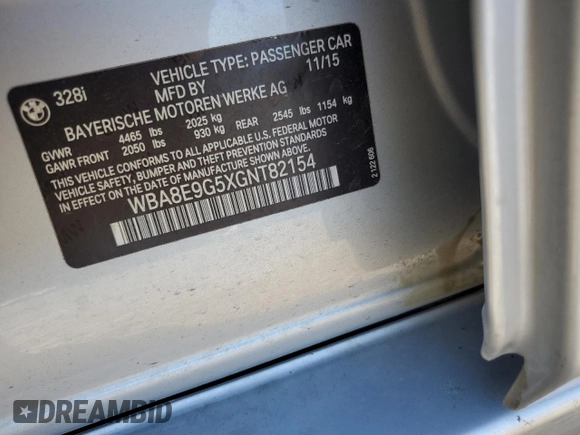 328i
VEHICLE TYPE: PASSENGER CAR
MFD BY 11/15
BAYERISCHE MOTOREN WERKE AG
GVWR 4465 lbs 2025 kg
GAWR FRONT 2050 lbs 930 kg REAR 2545 lbs 1154 kg
THIS VEHICLE CONFORMS TO ALL APPLICABLE U.S. FEDERAL MOTOR
VEHICLE SAFETY, BUMPER AND THEFT PREVENTION STANDARDS
IN EFFECT ON THE DATE OF MANUFACTURE SHOWN ABOVE.
WBA8E9G5XGNT82154
2 122 606
DREAMBID